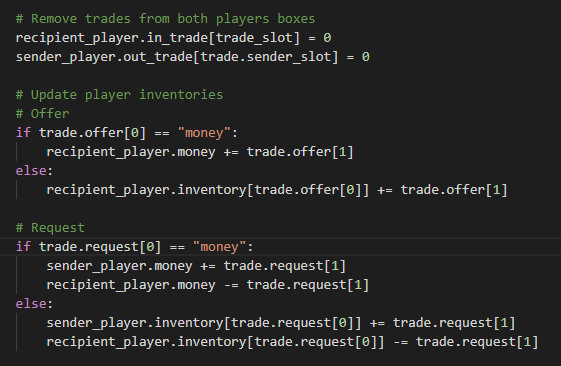 # Remove trades from both players boxes
recipient_player.in_trade[trade_slot] = 0
sender_player.out_trade[trade.sender_slot] = 0

# Update player inventories
# Offer
if trade.offer[0] == "money":
    recipient_player.money += trade.offer[1]
else:
    recipient_player.inventory[trade.offer[0]] += trade.offer[1]

# Request
if trade.request[0] == "money":
    sender_player.money += trade.request[1]
    recipient_player.money -= trade.request[1]
else:
    sender_player.inventory[trade.request[0]] += trade.request[1]
    recipient_player.inventory[trade.request[0]] -= trade.request[1]